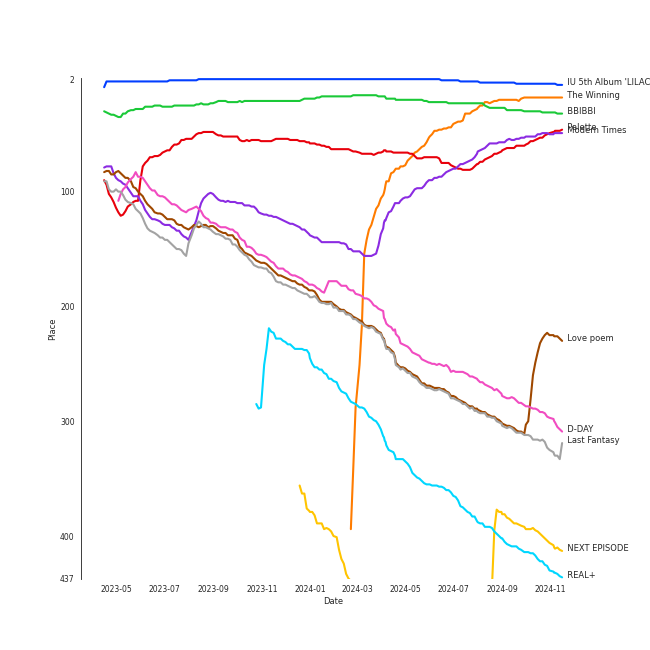 2
100
200
300
400
437
Place
2023-05
2023-07
2023-09
2023-11
2024-01
2024-03
2024-05
2024-07
2024-09
2024-11
Date
IU 5th Album 'LILAC
The Winning
BBIBBI
Palette
Modern Times
Love poem
D-DAY
Last Fantasy
NEXT EPISODE
REAL+